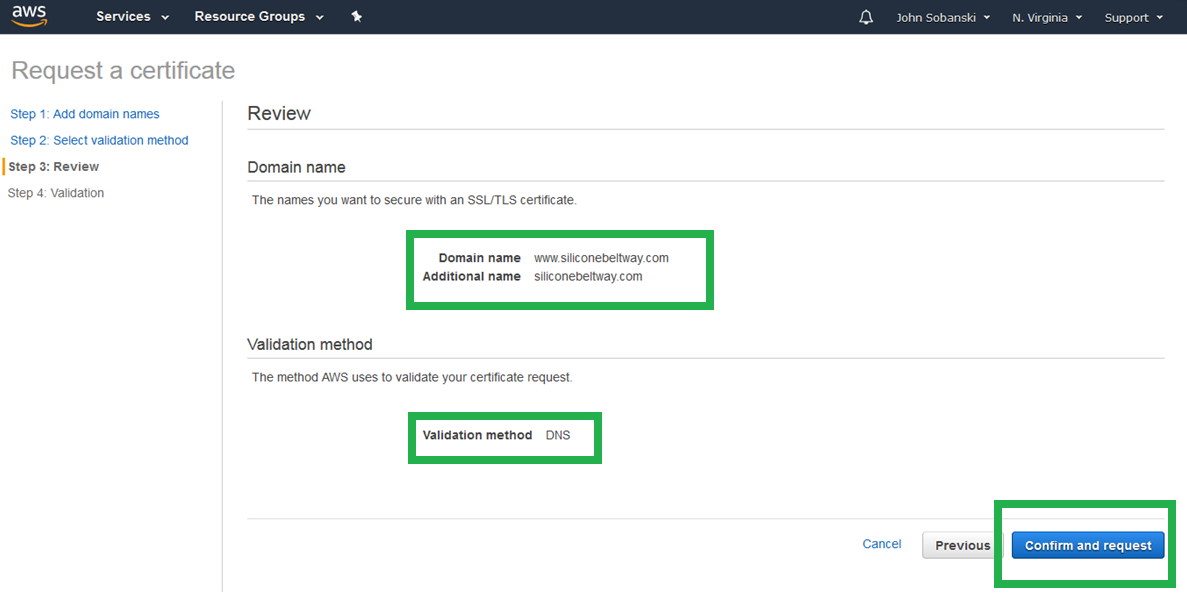 aws Services Resource Groups John Sobanski N. Virginia Support
Request a certificate
Step 1: Add domain names
Step 2: Select validation method
Step 3: Review
Step 4: Validation
Review
Domain name
The names you want to secure with an SSL/TLS certificate.
Domain name www.siliconebeltway.com
Additional name siliconebeltway.com
Validation method
The method AWS uses to validate your certificate request.
Validation method DNS
Cancel Previous Confirm and request